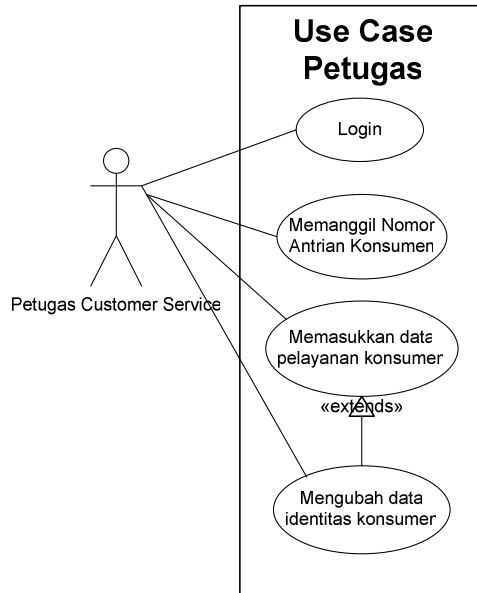 Use Case
Petugas
Login
Memanggil Nomor
Antrian Konsumen
Petugas Customer Service
Memasukkan data
pelayanan konsumen
«extends»
Mengubah data
identitas konsumen